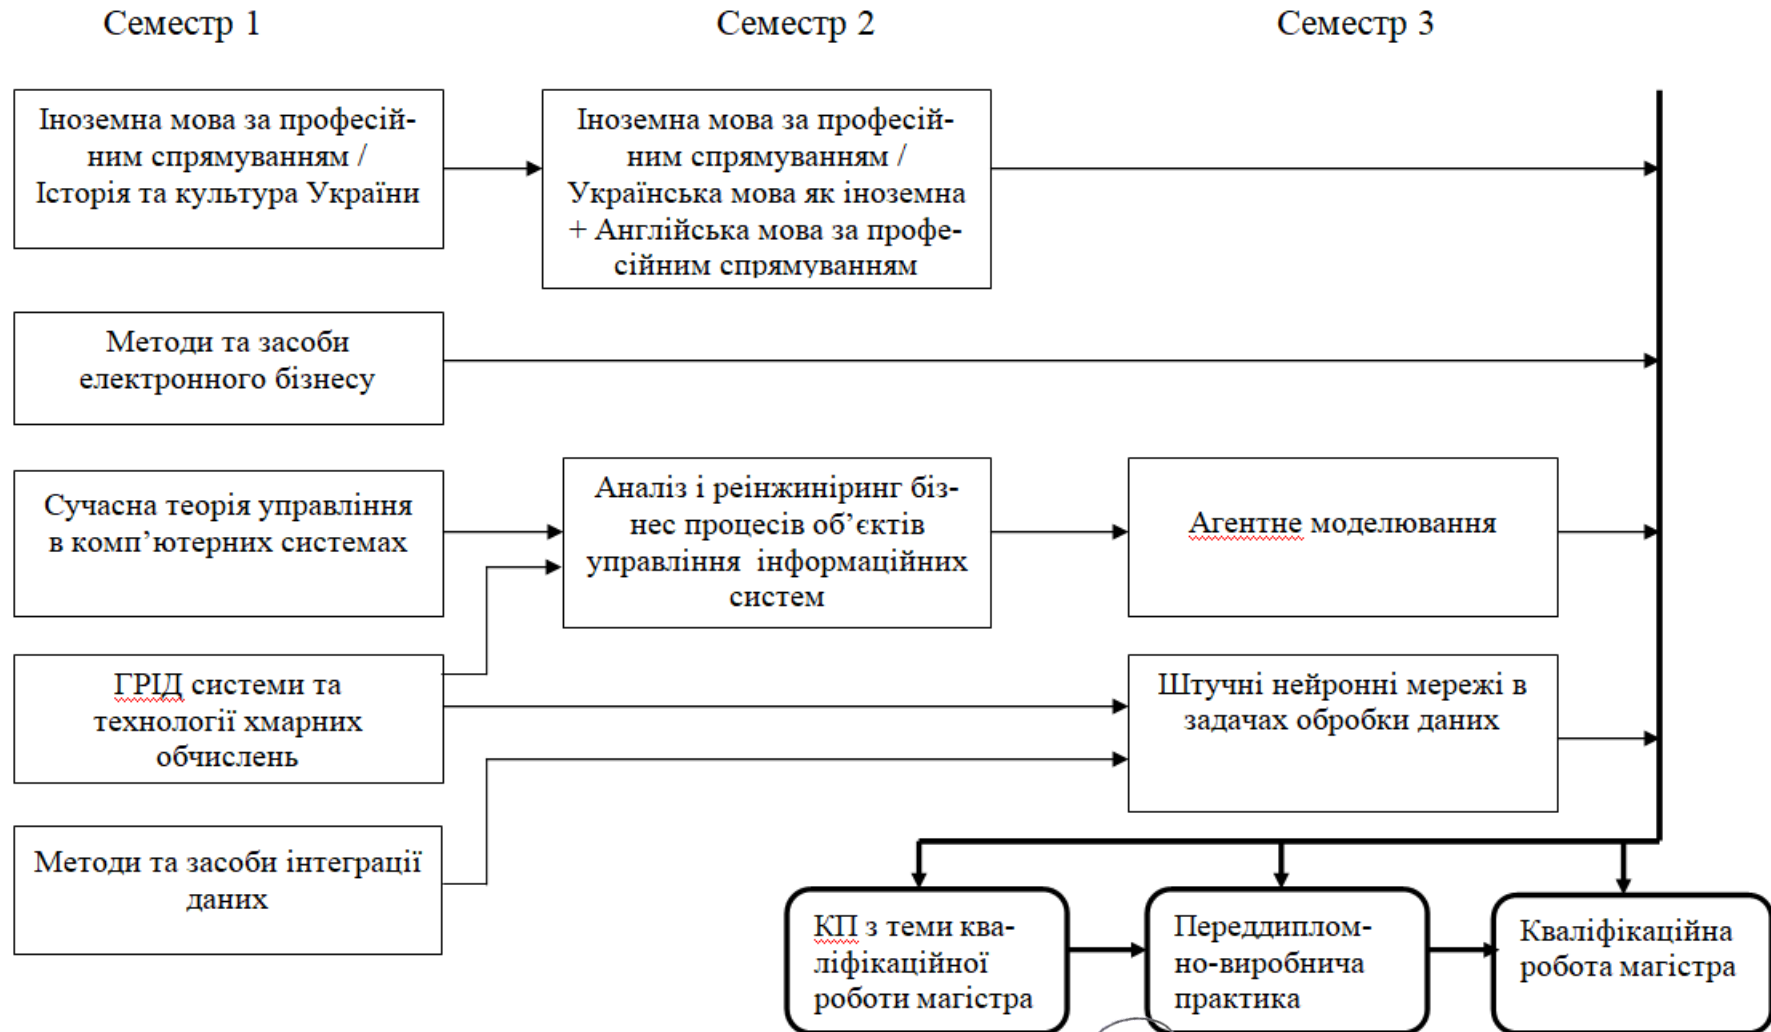 Семестр 1
Семестр 2
Семестр 3
Іноземна мова за професій-
ним спрямуванням /
Історія та культура України
Іноземна мова за професій-
ним спрямуванням /
Українська мова як іноземна
+ Англійська мова за профе-
сійним спрямуванням
Методи та засоби
електронного бізнесу
Сучасна теорія управління
в комп’ютерних системах
Аналіз і реінжиніринг біз-
нес процесів об’єктів
управління інформаційних
систем
Агентне моделювання
ГРІД системи та
технології хмарних
обчислень
Штучні нейронні мережі в
задачах обробки даних
Методи та засоби інтеграції
даних
КП з теми ква-
ліфікаційної
роботи магістра
Переддиплом-
но-виробнича
практика
Кваліфікаційна
робота магістра